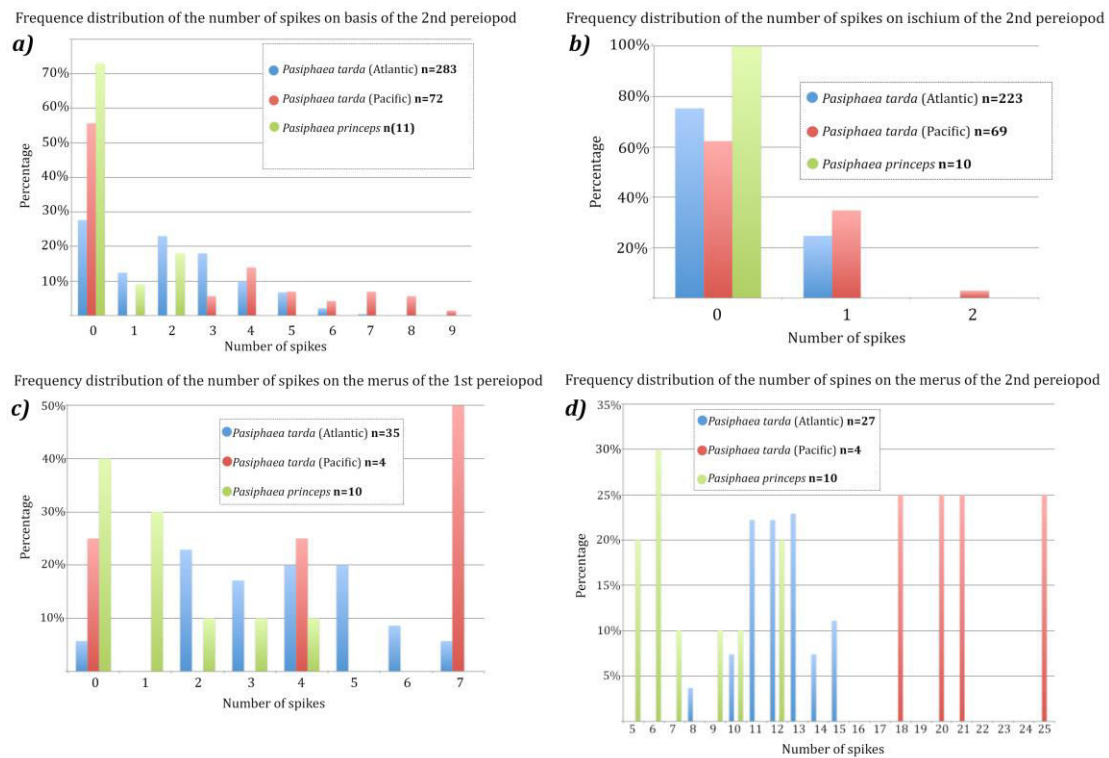 Frequence distribution of the number of spikes on basis of the 2nd pereiopod
a)
70%
60%
50%
40%
30%
20%
10%
Percentage
Pasiphaea tarda (Atlantic) n=283
Pasiphaea tarda (Pacific) n=72
Pasiphaea princeps n(11)
0 1 2 3 4 5 6 7 8 9
Number of spikes
Frequency distribution of the number of spikes on ischium of the 2nd pereiopod
b)
100%
80%
60%
40%
20%
Percentage
Pasiphaea tarda (Atlantic) n=223
Pasiphaea tarda (Pacific) n=69
Pasiphaea princeps n=10
0 1 2
Number of spikes
Frequency distribution of the number of spikes on the merus of the 1st pereiopod
c)
50%
40%
30%
20%
10%
Percentage
Pasiphaea tarda (Atlantic) n=35
Pasiphaea tarda (Pacific) n=4
Pasiphaea princeps n=10
0 1 2 3 4 5 6 7
Number of spikes
Frequency distribution of the number of spines on the merus of the 2nd pereiopod
d)
35%
30%
25%
20%
15%
10%
5%
Percentage
Pasiphaea tarda (Atlantic) n=27
Pasiphaea tarda (Pacific) n=4
Pasiphaea princeps n=10
5 6 7 8 9 10 11 12 13 14 15 16 17 18 19 20 21 22 23 24 25
Number of spikes